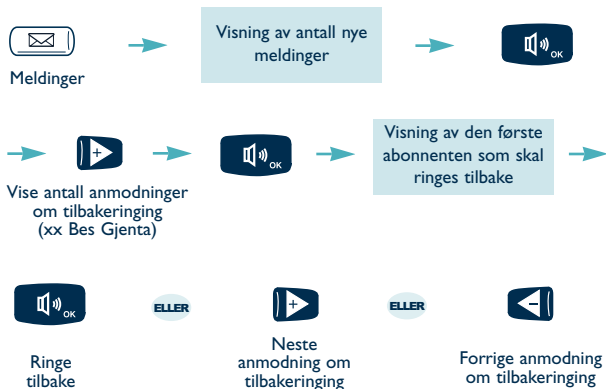 Visning av antall nye
meldinger
OK
Meldinger
+
OK
Visning av den første
abonnenten som skal
ringes tilbake
Vise antall anmodninger
om tilbakeringing
(xx Bes Gjenta)
OK
ELLER
+
ELLER
-
Ringe
tilbake
Neste
anmodning om
tilbakeringing
Forrige anmodning
om tilbakeringing